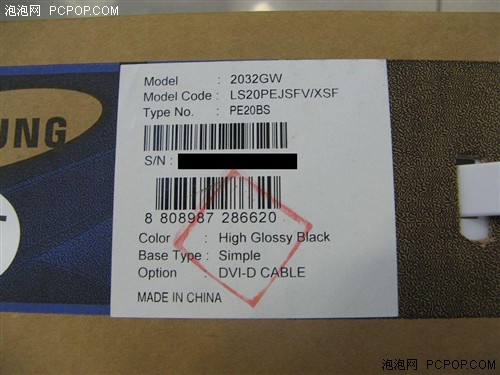 泡泡网 PCPOP.COM
Model : 2032GW
Model Code : LS20PEJSFV/XSF
Type No. : PE20BS
S/N :
8 808987 286620
Color : High Glossy Black
Base Type : Simple
Option : DVI-D CABLE
MADE IN CHINA
UNG
泡泡网 PCPOP.COM